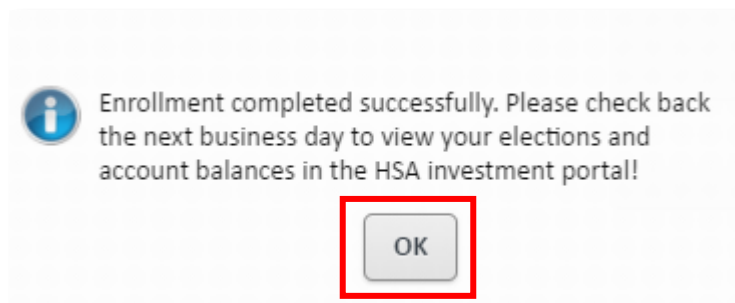 Enrollment completed successfully. Please check back
the next business day to view your elections and
account balances in the HSA investment portal!
OK